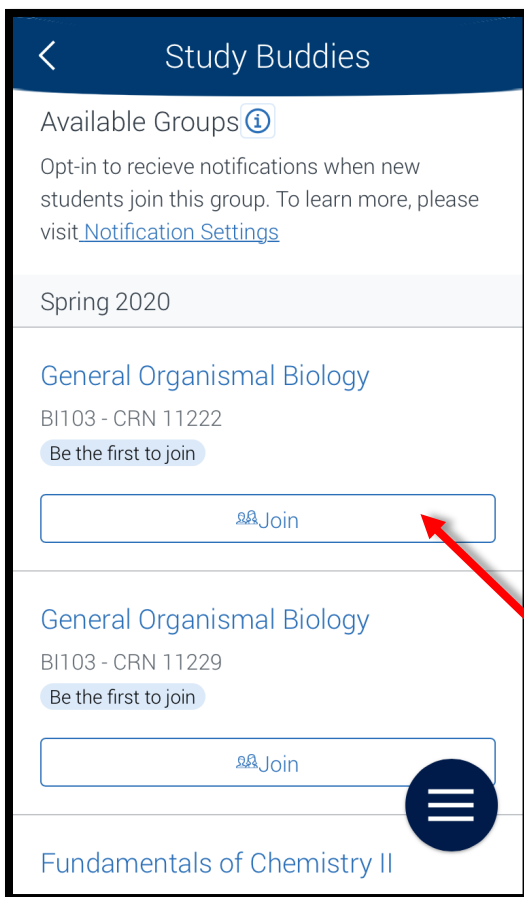 Study Buddies
Available Groups
Opt-in to recieve notifications when new
students join this group. To learn more, please
visit Notification Settings
Spring 2020
General Organismal Biology
BI103 - CRN 11222
Be the first to join
Join
General Organismal Biology
BI103 - CRN 11229
Be the first to join
Join
Fundamentals of Chemistry II